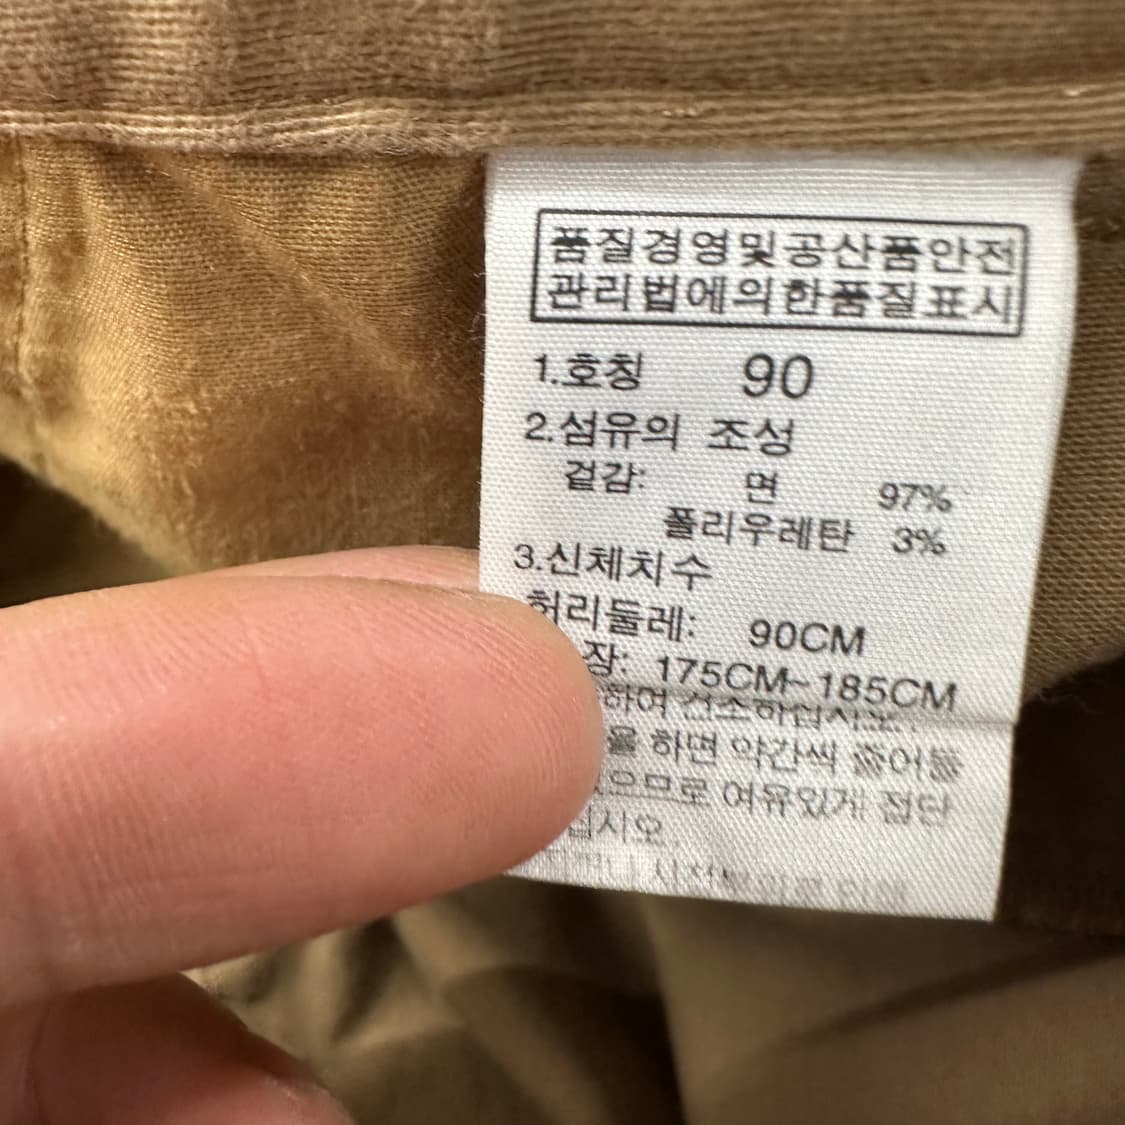 품질경영및공산품안전
관리법에의한품질표시
1.호칭 90
2.섬유의 조성
겉감: 면 97%
폴리우레탄 3%
3.신체치수
허리둘레: 90CM
장: 175CM~185CM
하여 건조하십시오.
을 하면 약간색 줄어들
으므로 여유있게 접단
십시오.